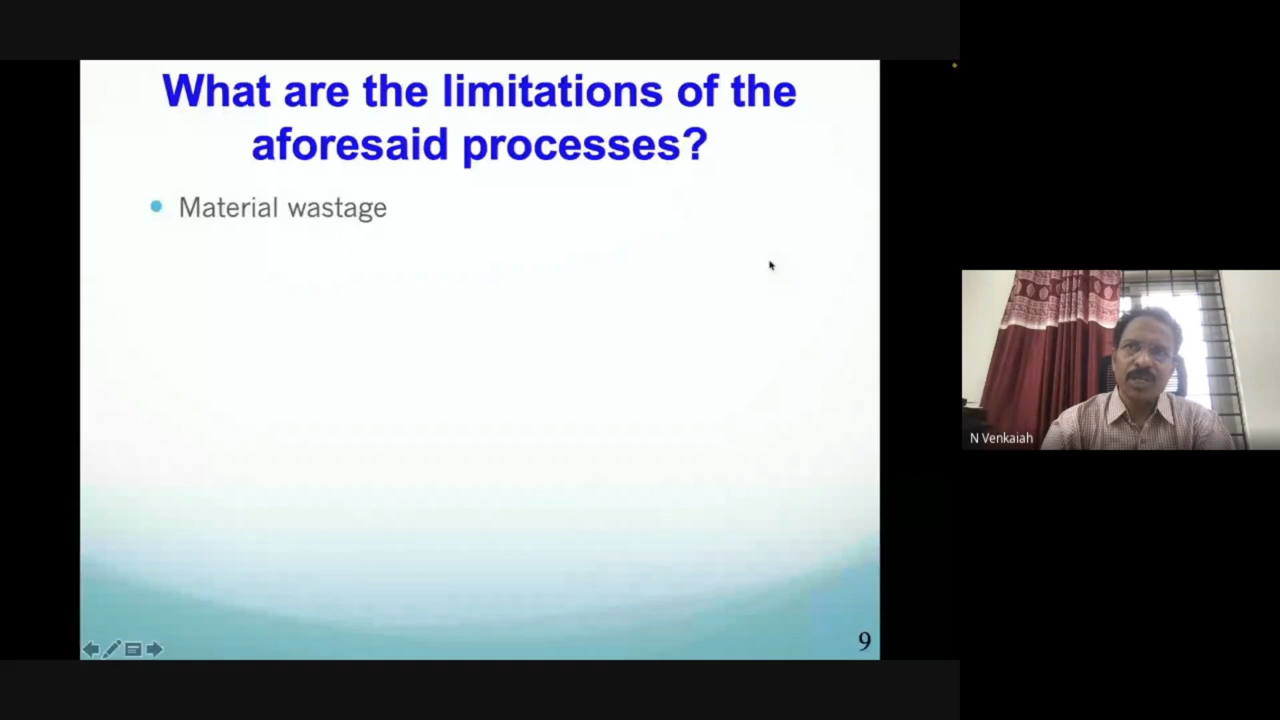 What are the limitations of the
aforesaid processes?
Material wastage
N Venkaiah
9